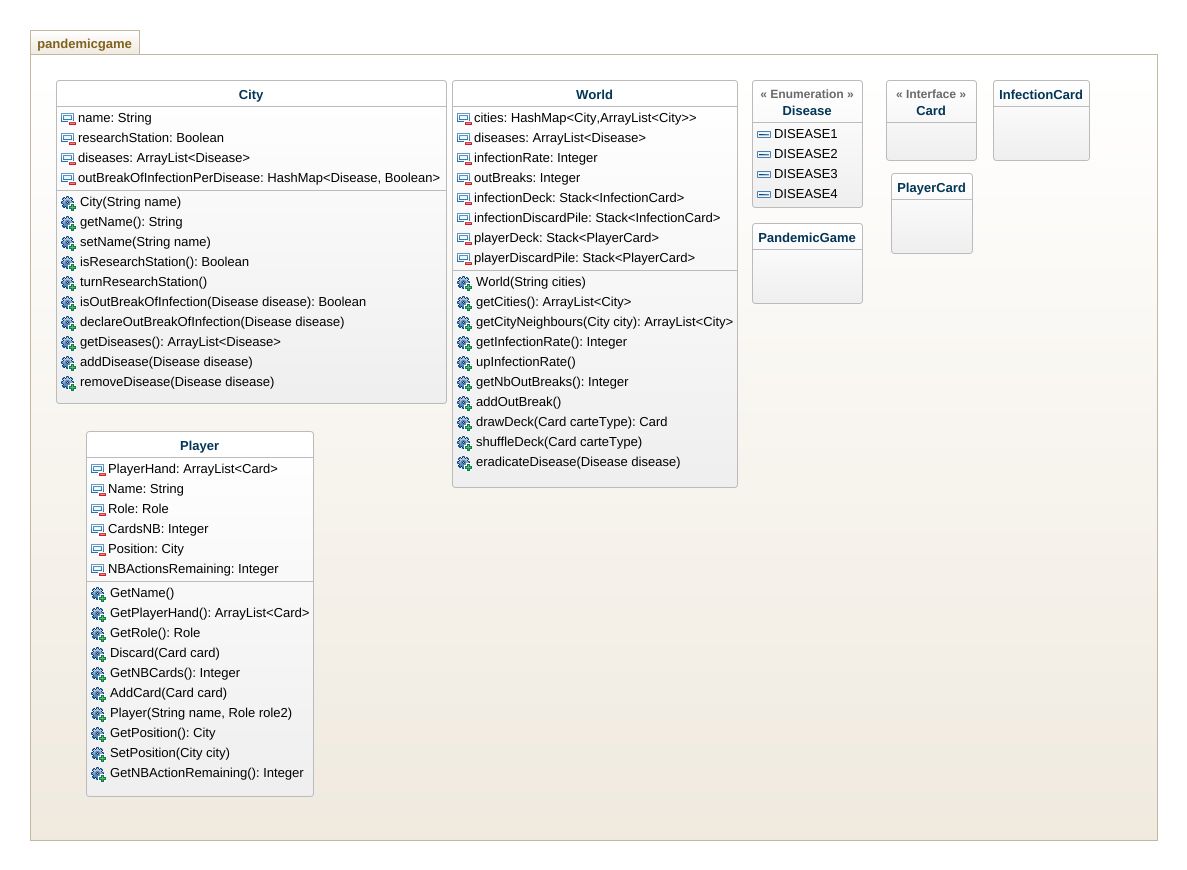 pandemicgame
City
name: String
researchStation: Boolean
diseases: ArrayList<Disease>
outBreakOfInfectionPerDisease: HashMap<Disease, Boolean>
City(String name)
getName(): String
setName(String name)
isResearchStation(): Boolean
turnResearchStation()
isOutBreakOfInfection(Disease disease): Boolean
declareOutBreakOfInfection(Disease disease)
getDiseases(): ArrayList<Disease>
addDisease(Disease disease)
removeDisease(Disease disease)
World
cities: HashMap<City,ArrayList<City>>
diseases: ArrayList<Disease>
infectionRate: Integer
outBreaks: Integer
infectionDeck: Stack<InfectionCard>
infectionDiscardPile: Stack<InfectionCard>
playerDeck: Stack<PlayerCard>
playerDiscardPile: Stack<PlayerCard>
World(String cities)
getCities(): ArrayList<City>
getCityNeighbours(City city): ArrayList<City>
getInfectionRate(): Integer
upInfectionRate()
getNbOutBreaks(): Integer
addOutBreak()
drawDeck(Card carteType): Card
shuffleDeck(Card carteType)
eradicateDisease(Disease disease)
« Enumeration »
Disease
DISEASE1
DISEASE2
DISEASE3
DISEASE4
« Interface »
Card
InfectionCard
PlayerCard
PandemicGame
Player
PlayerHand: ArrayList<Card>
Name: String
Role: Role
CardsNB: Integer
Position: City
NBActionsRemaining: Integer
GetName()
GetPlayerHand(): ArrayList<Card>
GetRole(): Role
Discard(Card card)
GetNBCards(): Integer
AddCard(Card card)
Player(String name, Role role2)
GetPosition(): City
SetPosition(City city)
GetNBActionRemaining(): Integer